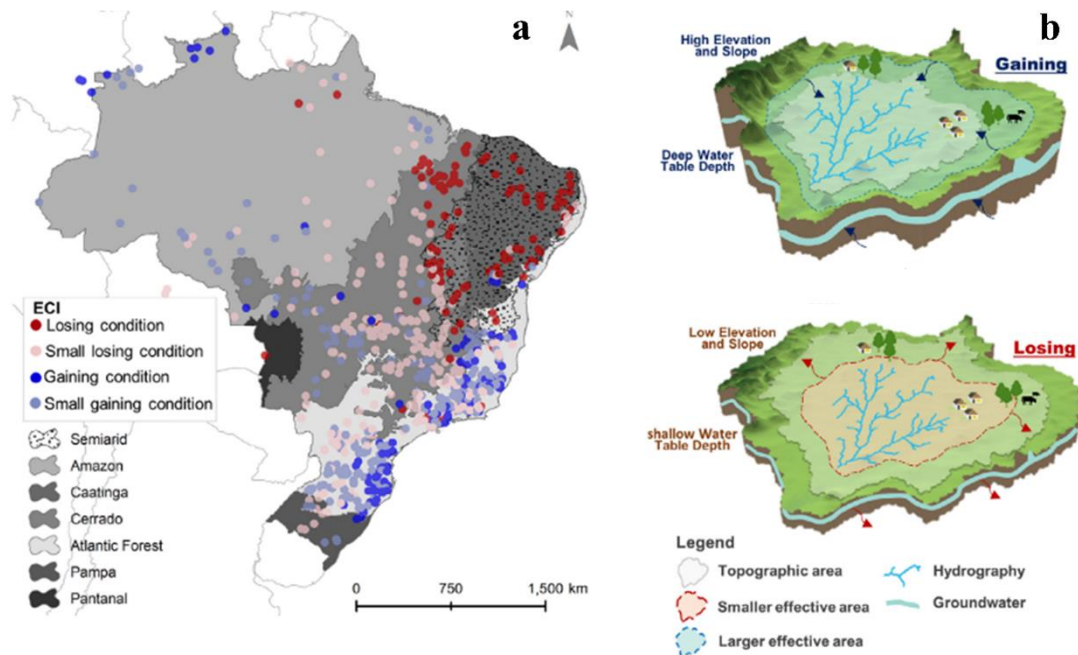 a
N
ECI
Losing condition
Small losing condition
Gaining condition
Small gaining condition
Semiarid
Amazon
Caatinga
Cerrado
Atlantic Forest
Pampa
Pantanal
0 750 1,500 km
b
High Elevation
and Slope
Gaining
Deep Water
Table Depth
Low Elevation
and Slope
Losing
shallow Water
Table Depth
Legend
Topographic area
Hydrography
Smaller effective area
Groundwater
Larger effective area